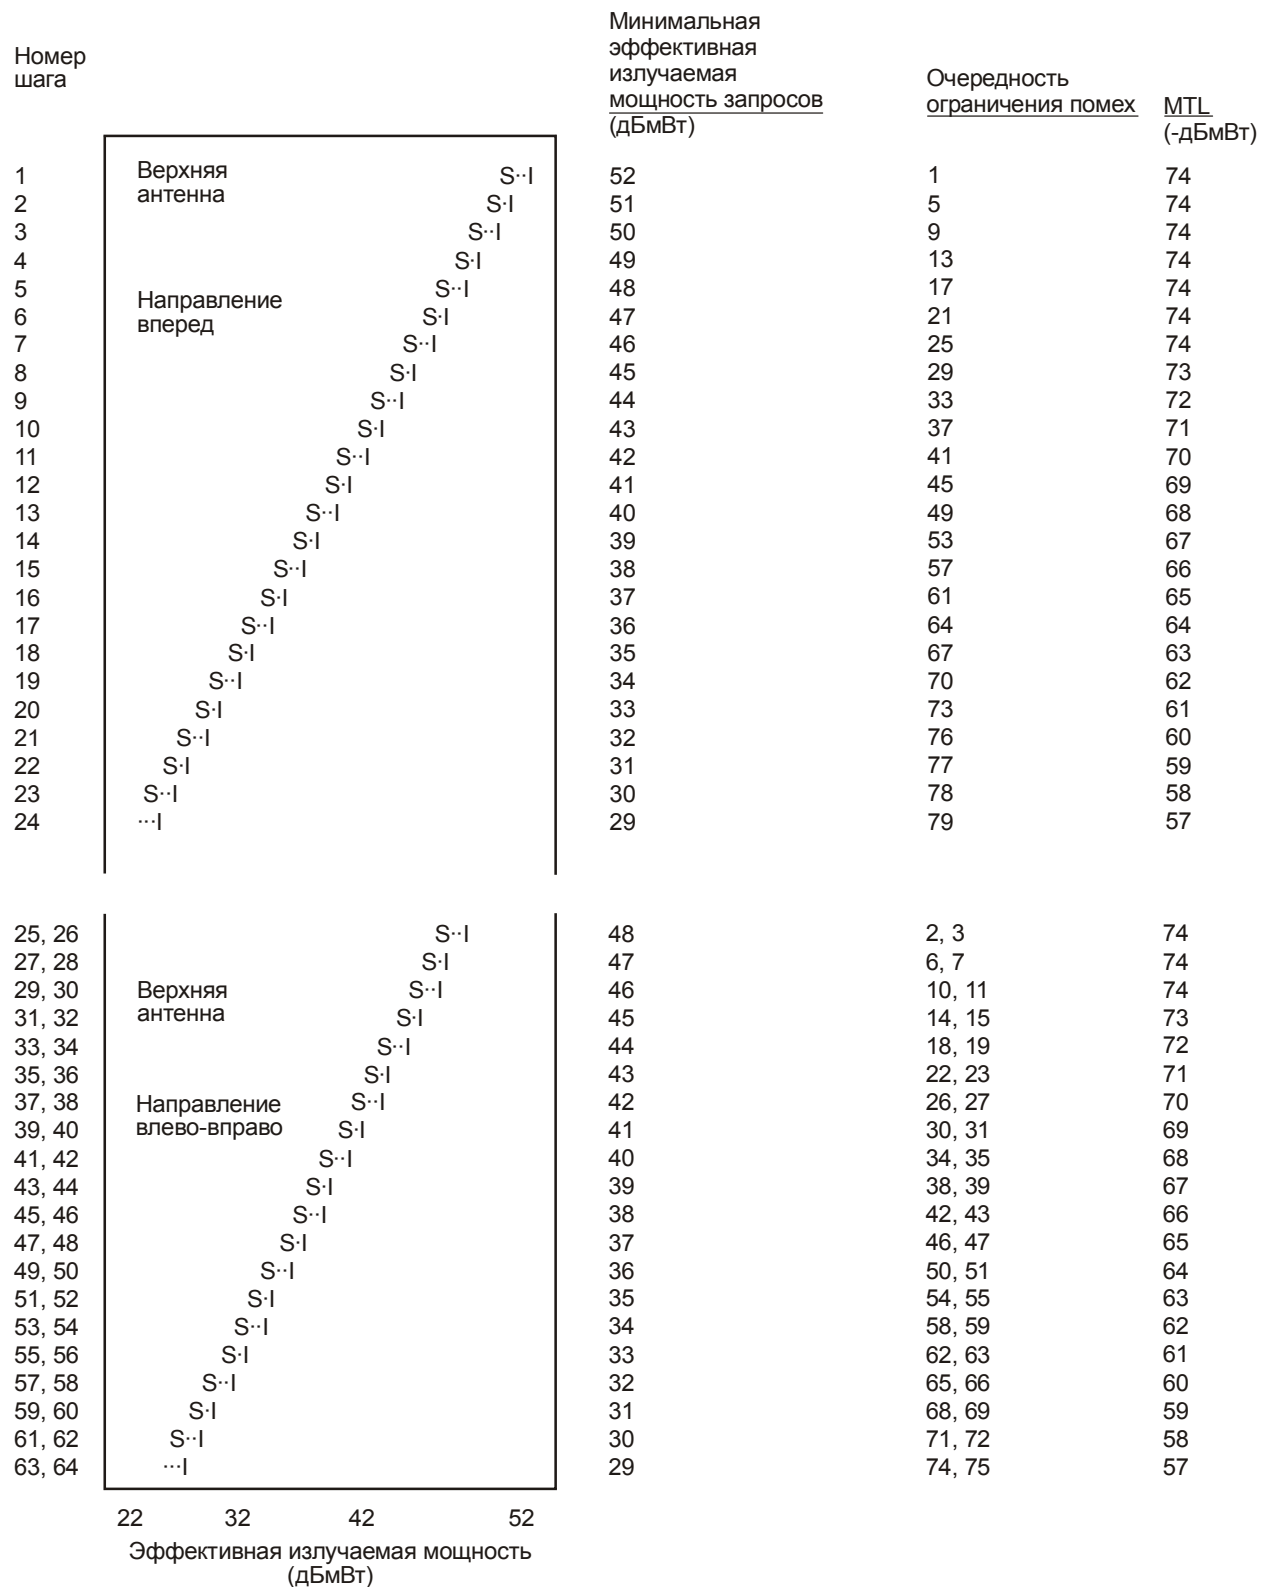 Номер
шага
Минимальная
эффективная
излучаемая
мощность запросов
(дБмВт)
Очередность
ограничения помех
MTL
(-дБмВт)
Верхняя
антенна
Направление
вперед
1 S··I 52 1 74
2 S·I 51 5 74
3 S··I 50 9 74
4 S·I 49 13 74
5 S··I 48 17 74
6 S·I 47 21 74
7 S··I 46 25 74
8 S·I 45 29 73
9 S··I 44 33 72
10 S·I 43 37 71
11 S··I 42 41 70
12 S·I 41 45 69
13 S··I 40 49 68
14 S·I 39 53 67
15 S··I 38 57 66
16 S·I 37 61 65
17 S··I 36 64 64
18 S·I 35 67 63
19 S··I 34 70 62
20 S·I 33 73 61
21 S··I 32 76 60
22 S·I 31 77 59
23 S··I 30 78 58
24 ···I 29 79 57
Верхняя
антенна
Направление
влево-вправо
25, 26 S··I 48 2, 3 74
27, 28 S·I 47 6, 7 74
29, 30 S··I 46 10, 11 74
31, 32 S·I 45 14, 15 73
33, 34 S··I 44 18, 19 72
35, 36 S·I 43 22, 23 71
37, 38 S··I 42 26, 27 70
39, 40 S·I 41 30, 31 69
41, 42 S··I 40 34, 35 68
43, 44 S·I 39 38, 39 67
45, 46 S··I 38 42, 43 66
47, 48 S·I 37 46, 47 65
49, 50 S··I 36 50, 51 64
51, 52 S·I 35 54, 55 63
53, 54 S··I 34 58, 59 62
55, 56 S·I 33 62, 63 61
57, 58 S··I 32 65, 66 60
59, 60 S·I 31 68, 69 59
61, 62 S··I 30 71, 72 58
63, 64 ···I 29 74, 75 57
22 32 42 52
Эффективная излучаемая мощность
(дБмВт)